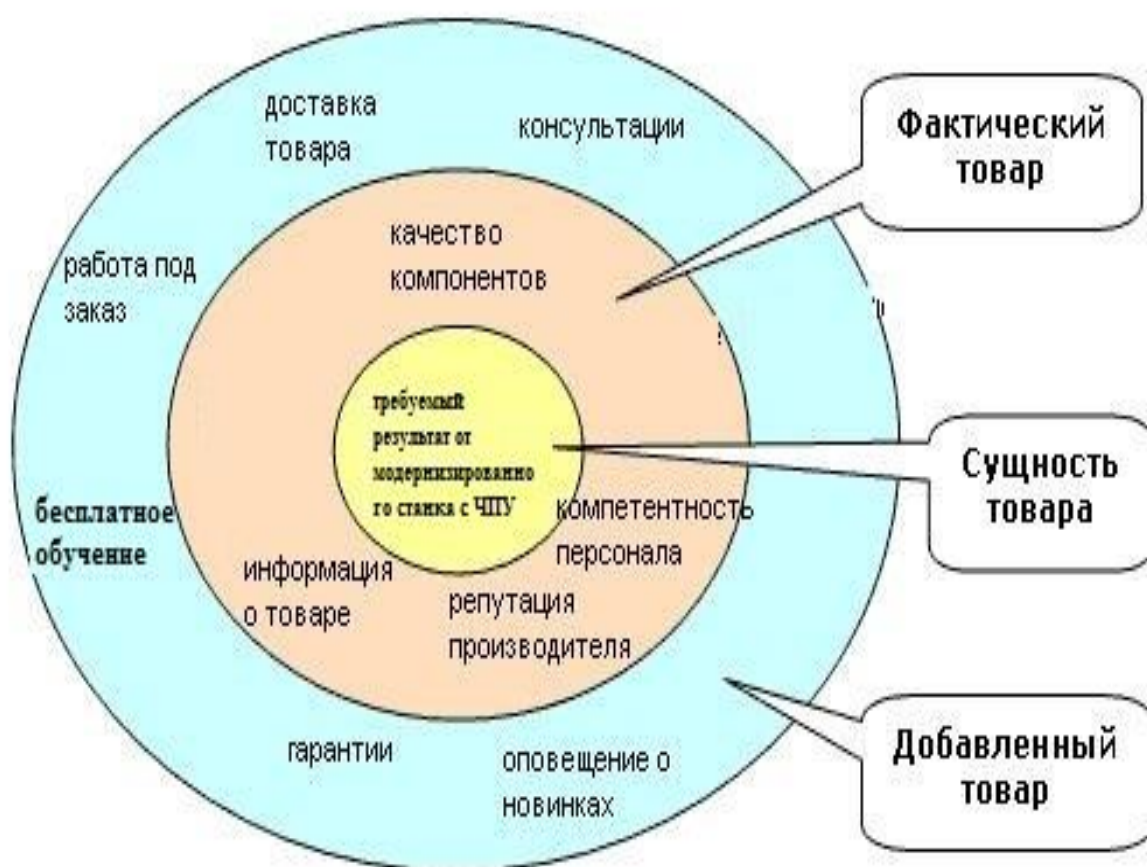 доставка
товара
консультации
Фактический
товар
качество
компонентов
работа под
заказ
требуемый
результат от
модернизированно
го станка с ЧПУ
Сущность
товара
бесплатное
обучение
компетентность
персонала
информация
о товаре
репутация
производителя
гарантии
оповещение о
новинках
Добавленный
товар